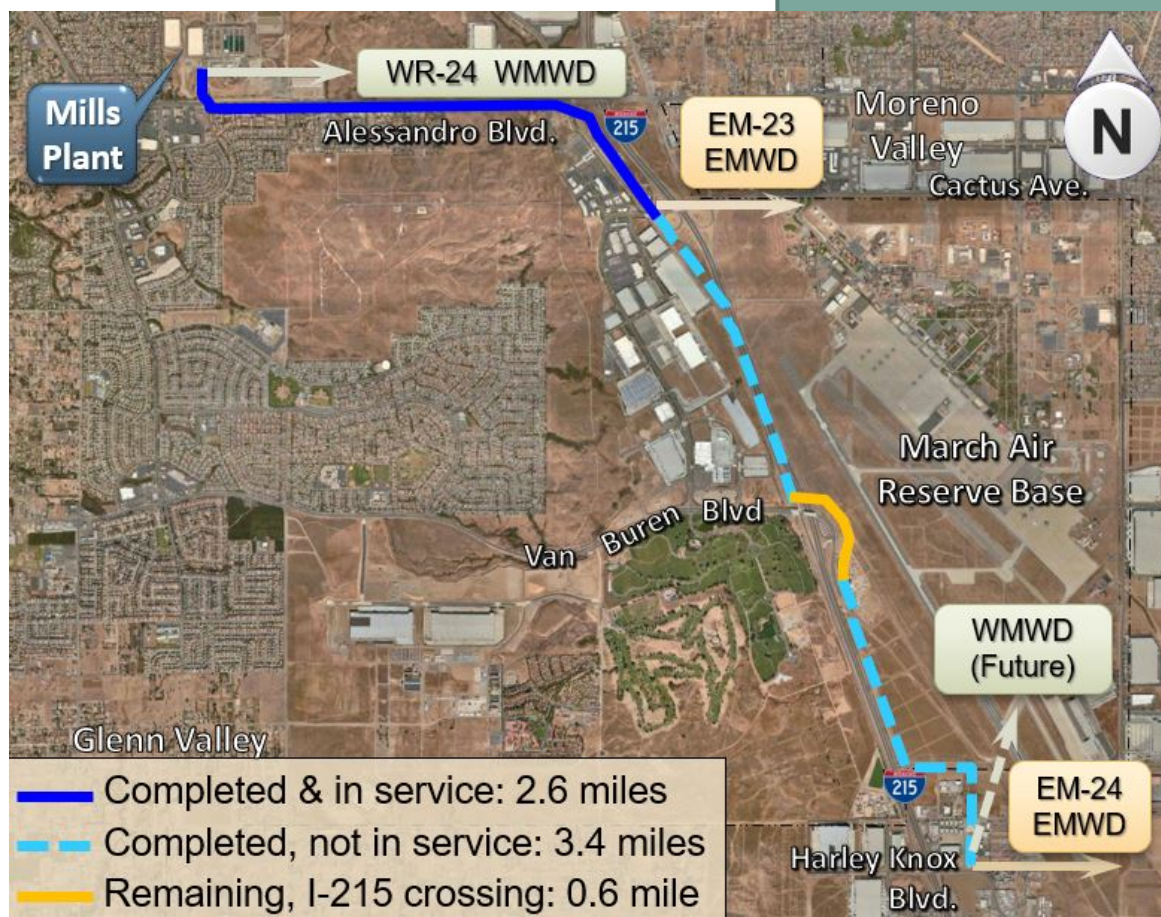 Mills
Plant
WR-24 WMWD
Alessandro Blvd.
215
EM-23
EMWD
Moreno
Valley
Cactus Ave.
N
March Air
Reserve Base
Van Buren Blvd
WMWD
(Future)
Glenn Valley
215
EM-24
EMWD
Harley Knox
Blvd.
Completed & in service: 2.6 miles
Completed, not in service: 3.4 miles
Remaining, I-215 crossing: 0.6 mile